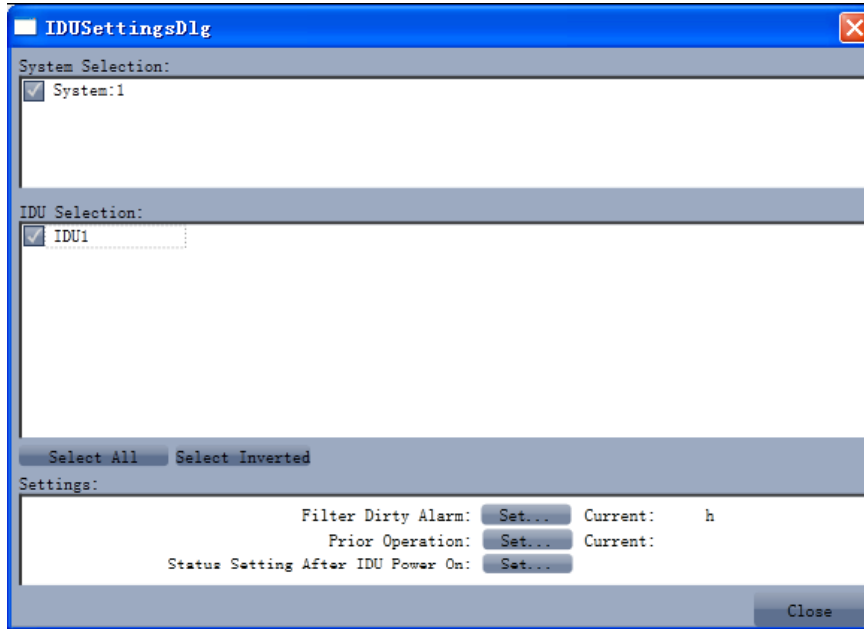 IDUSettingsDlg
System Selection:
System:1
IDU Selection:
IDU1
Select All Select Inverted
Settings:
Filter Dirty Alarm: Set... Current: h
Prior Operation: Set... Current:
Status Setting After IDU Power On: Set...
Close